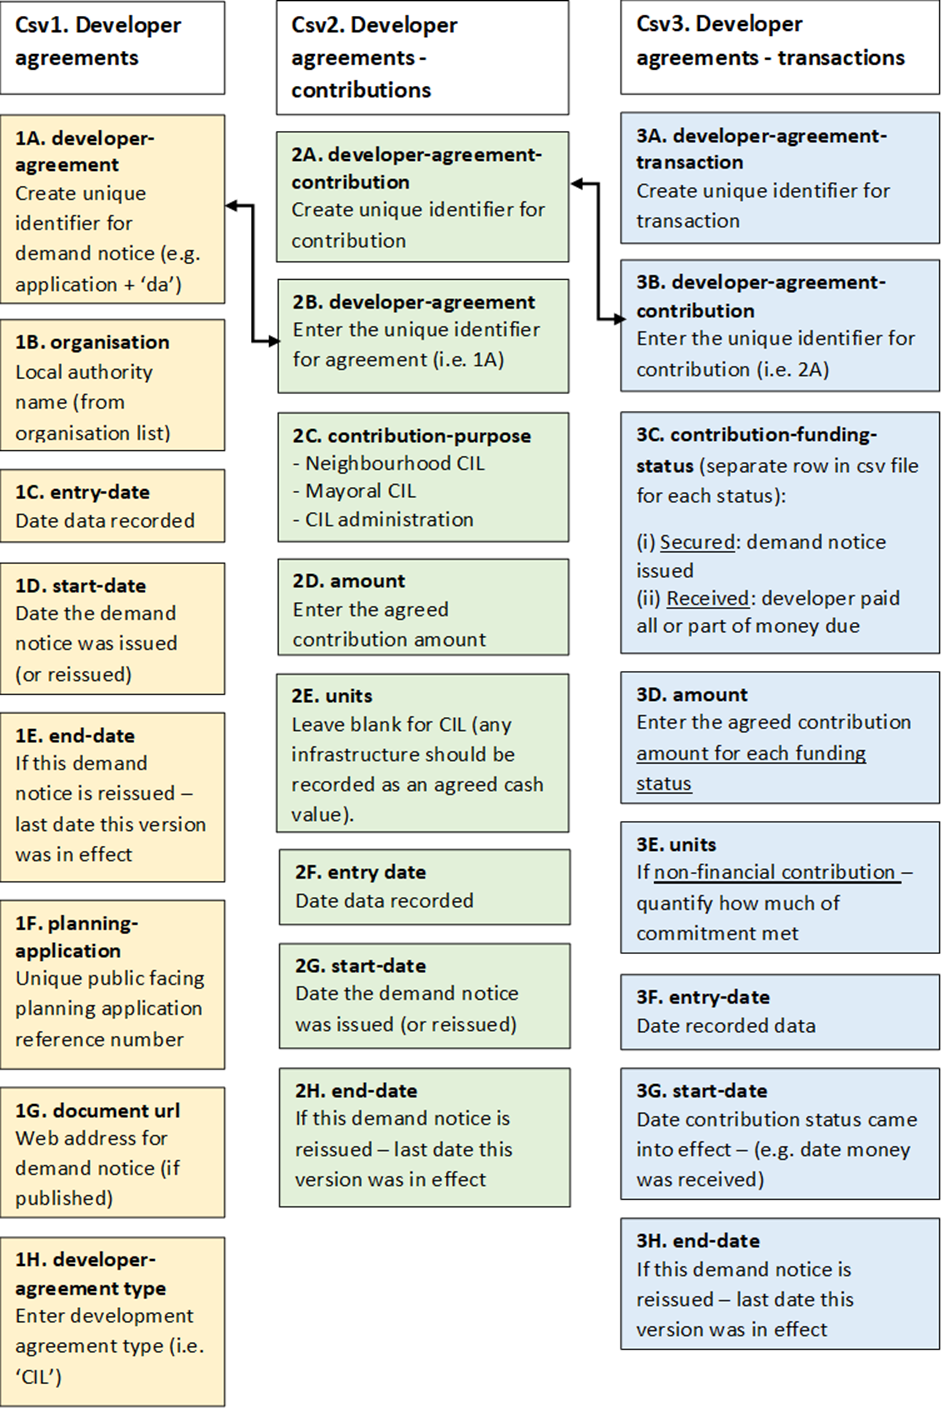 Csv1. Developer
agreements
1A. developer-
agreement
Create unique
identifier for
demand notice (e.g.
application + ‘da’)
1B. organisation
Local authority
name (from
organisation list)
1C. entry-date
Date data recorded
1D. start-date
Date the demand
notice was issued
(or reissued)
1E. end-date
If this demand
notice is reissued –
last date this version
was in effect
1F. planning-
application
Unique public facing
planning application
reference number
1G. document url
Web address for
demand notice (if
published)
1H. developer-
agreement type
Enter development
agreement type (i.e.
‘CIL’)
Csv2. Developer
agreements -
contributions
2A. developer-agreement-
contribution
Create unique identifier for
contribution
2B. developer-agreement
Enter the unique identifier
for agreement (i.e. 1A)
2C. contribution-purpose
- Neighbourhood CIL
- Mayoral CIL
- CIL administration
2D. amount
Enter the agreed
contribution amount
2E. units
Leave blank for CIL (any
infrastructure should be
recorded as an agreed cash
value).
2F. entry date
Date data recorded
2G. start-date
Date the demand notice
was issued (or reissued)
2H. end-date
If this demand notice is
reissued – last date this
version was in effect
Csv3. Developer
agreements - transactions
3A. developer-agreement-
transaction
Create unique identifier for
transaction
3B. developer-agreement-
contribution
Enter the unique identifier for
contribution (i.e. 2A)
3C. contribution-funding-
status (separate row in csv file
for each status):
(i) Secured: demand notice
issued
(ii) Received: developer paid
all or part of money due
3D. amount
Enter the agreed contribution
amount for each funding
status
3E. units
If non-financial contribution –
quantify how much of
commitment met
3F. entry-date
Date recorded data
3G. start-date
Date contribution status came
into effect – (e.g. date money
was received)
3H. end-date
If this demand notice is
reissued – last date this
version was in effect